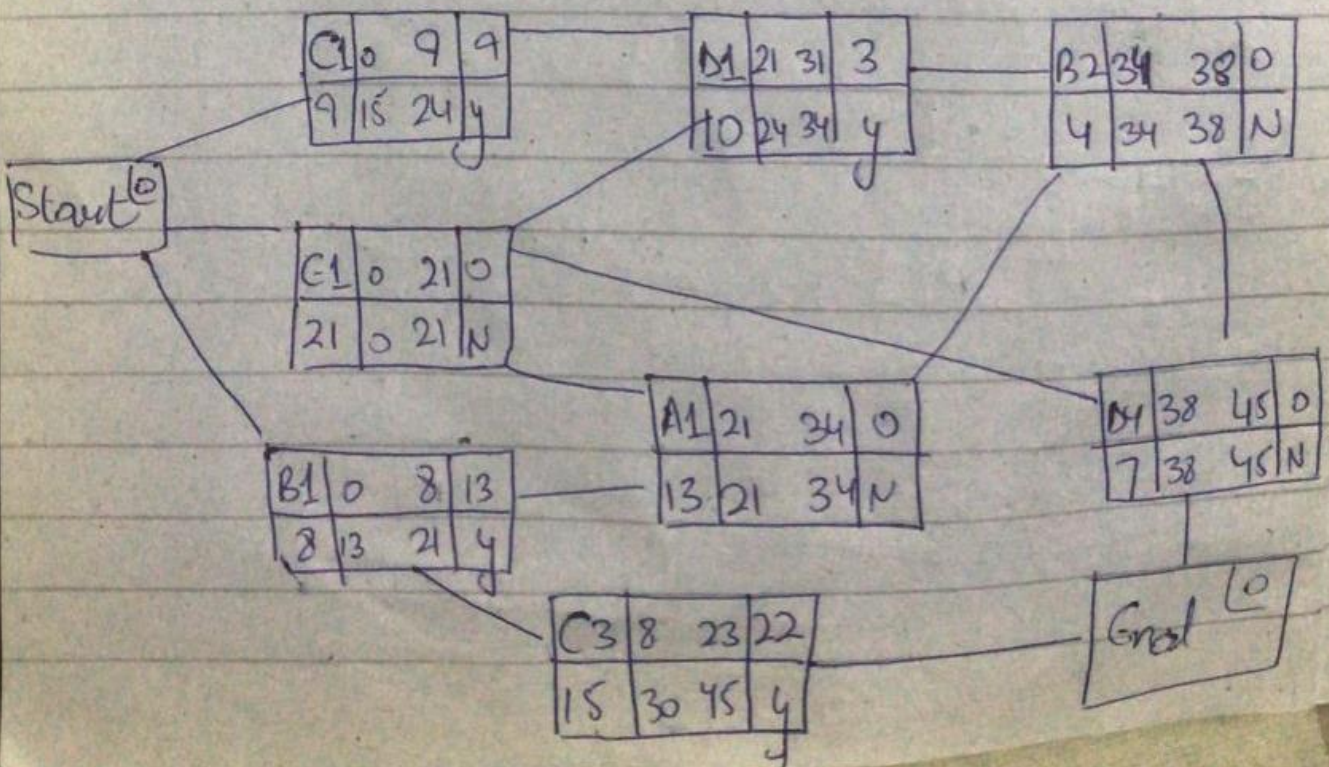 C1 0 9 9
9 15 24 y
D1 21 31 3
10 24 34 y
B2 34 38 0
4 34 38 N
Start 0
E1 0 21 0
21 0 21 N
A1 21 34 0
13 21 34 N
D4 38 45 0
7 38 45 N
B1 0 8 13
8 13 21 y
C3 8 23 22
15 30 45 y
End 0